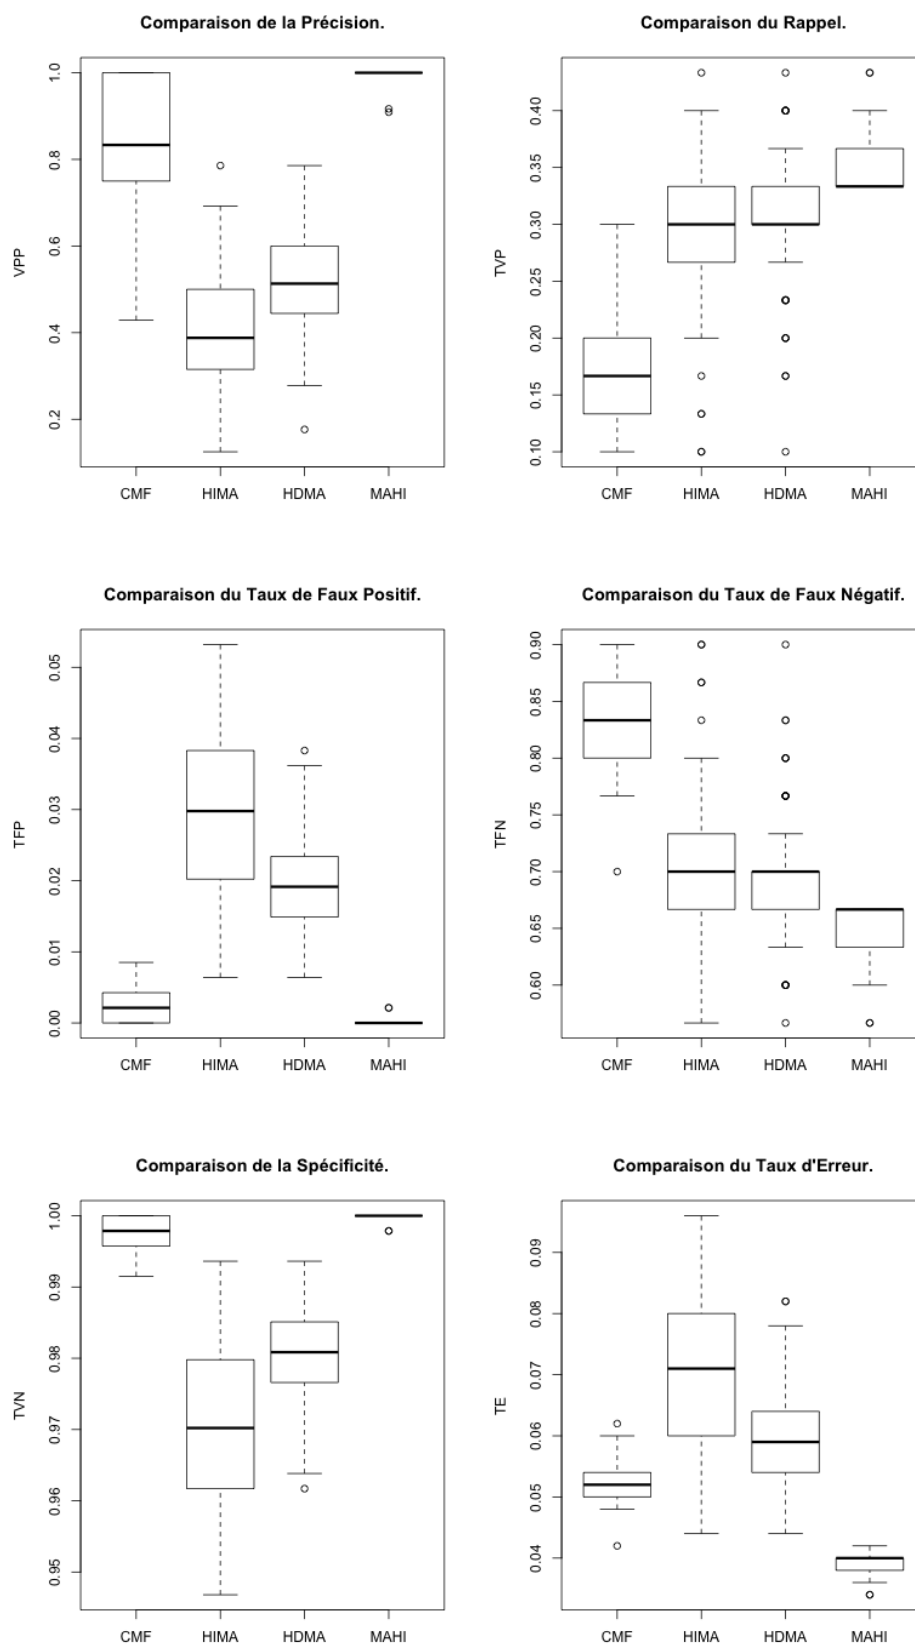 Comparaison de la Précision.
VPP
0.2 0.4 0.6 0.8 1.0
CMF HIMA HDMA MAHI
Comparaison du Rappel.
TVP
0.10 0.15 0.20 0.25 0.30 0.35 0.40
CMF HIMA HDMA MAHI
Comparaison du Taux de Faux Positif.
TFP
0.00 0.01 0.02 0.03 0.04 0.05
CMF HIMA HDMA MAHI
Comparaison du Taux de Faux Négatif.
TFN
0.60 0.65 0.70 0.75 0.80 0.85 0.90
CMF HIMA HDMA MAHI
Comparaison de la Spécificité.
TVN
0.95 0.96 0.97 0.98 0.99 1.00
CMF HIMA HDMA MAHI
Comparaison du Taux d'Erreur.
TE
0.04 0.05 0.06 0.07 0.08 0.09
CMF HIMA HDMA MAHI